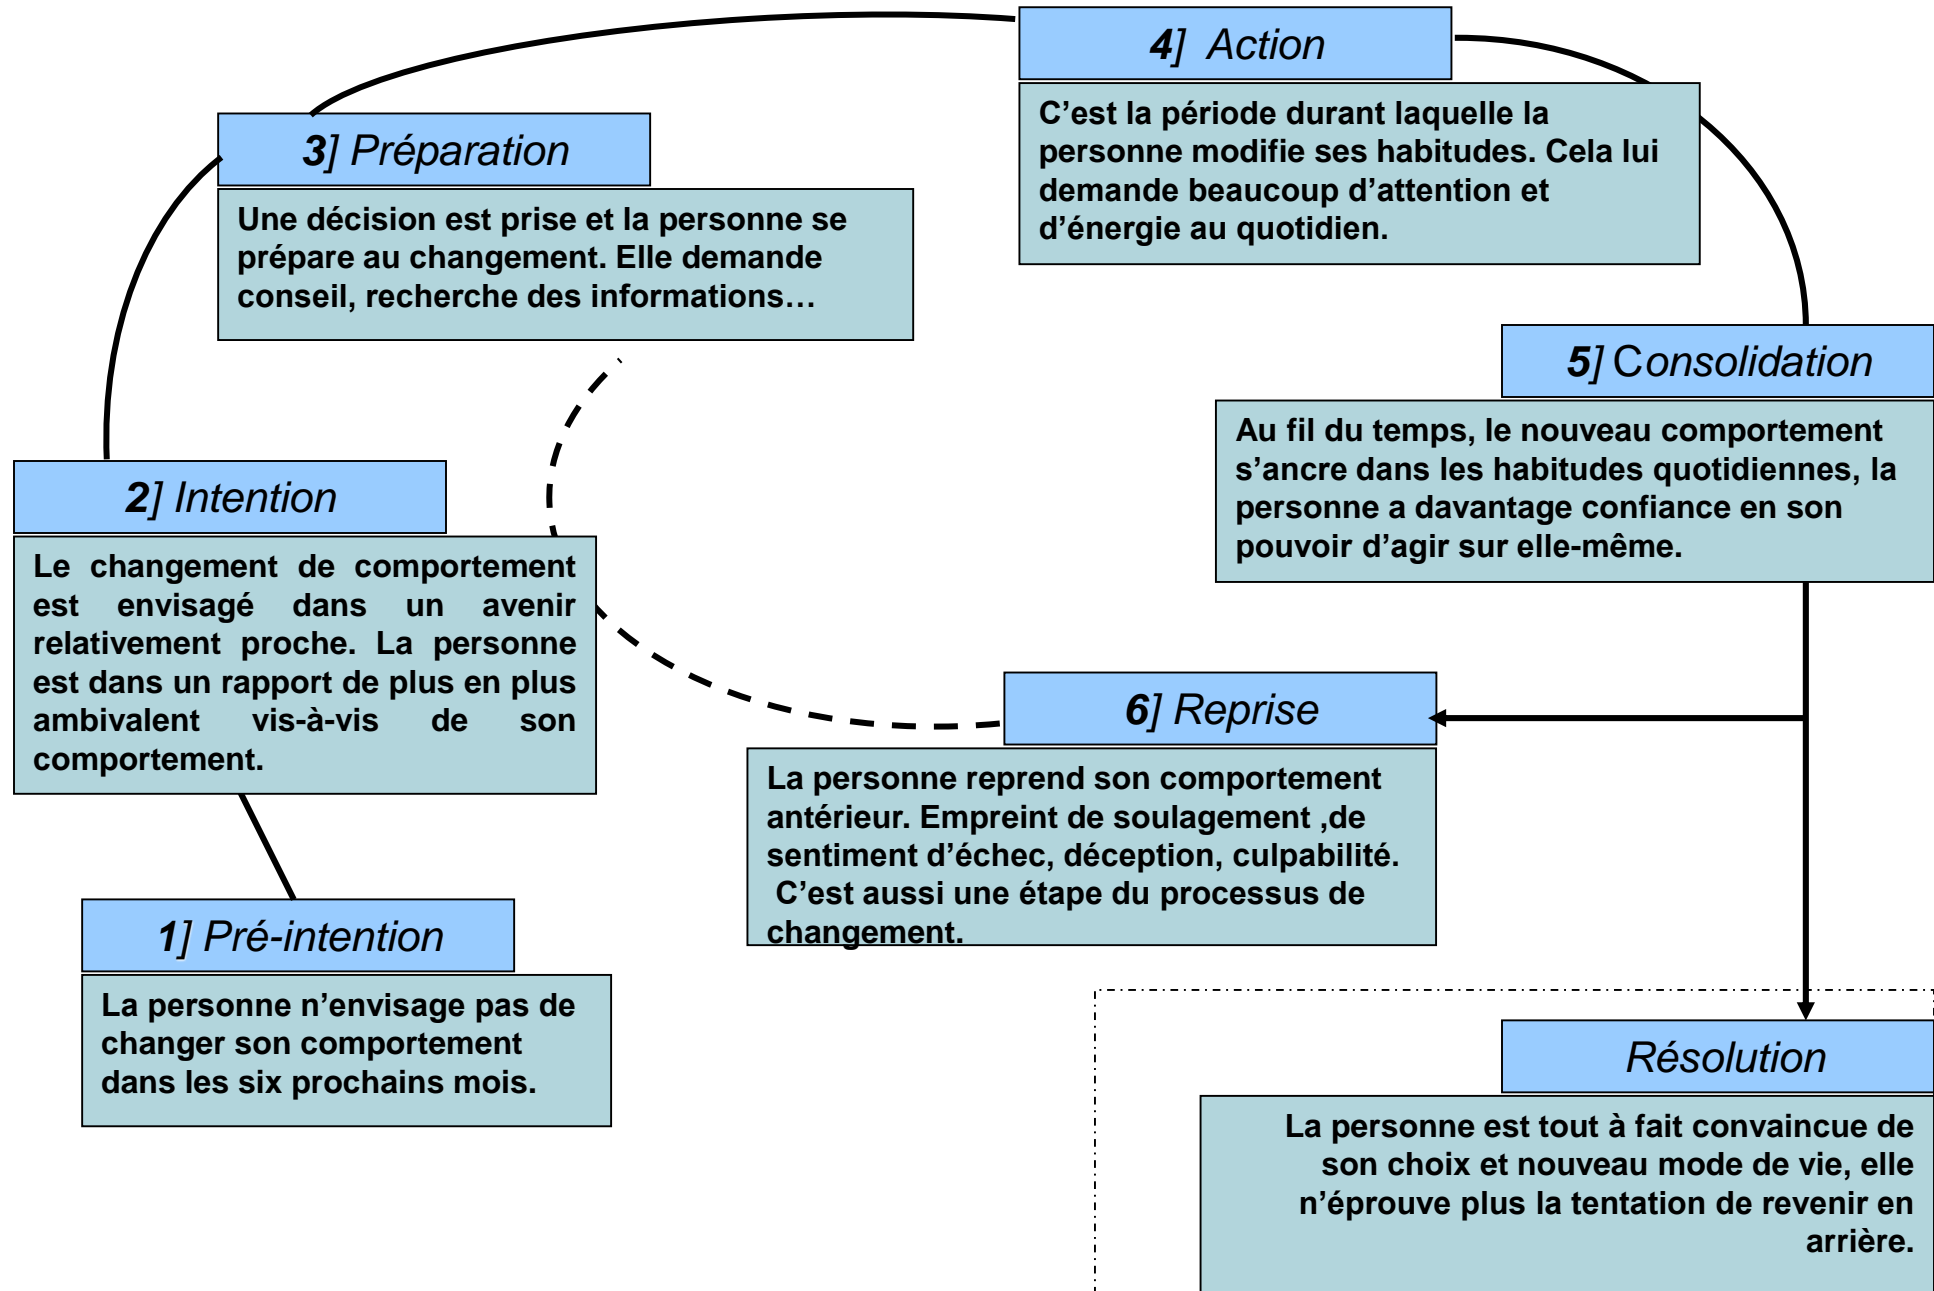 4] Action
C’est la période durant laquelle la
personne modifie ses habitudes. Cela lui
demande beaucoup d’attention et
d’énergie au quotidien.
3] Préparation
Une décision est prise et la personne se
prépare au changement. Elle demande
conseil, recherche des informations…
5] Consolidation
Au fil du temps, le nouveau comportement
s’ancre dans les habitudes quotidiennes, la
personne a davantage confiance en son
pouvoir d’agir sur elle-même.
2] Intention
Le changement de comportement
est envisagé dans un avenir
relativement proche. La personne
est dans un rapport de plus en plus
ambivalent vis-à-vis de son
comportement.
6] Reprise
La personne reprend son comportement
antérieur. Empreint de soulagement ,de
sentiment d’échec, déception, culpabilité.
C’est aussi une étape du processus de
changement.
1] Pré-intention
La personne n’envisage pas de
changer son comportement
dans les six prochains mois.
Résolution
La personne est tout à fait convaincue de
son choix et nouveau mode de vie, elle
n’éprouve plus la tentation de revenir en
arrière.